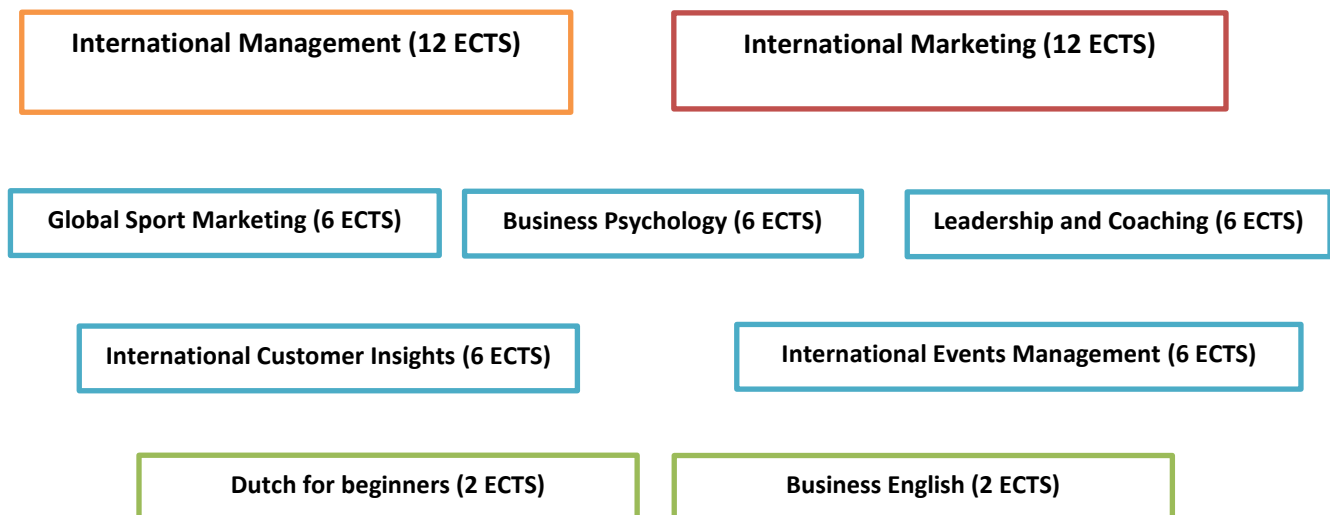 International Management (12 ECTS)
International Marketing (12 ECTS)
Global Sport Marketing (6 ECTS)
Business Psychology (6 ECTS)
Leadership and Coaching (6 ECTS)
International Customer Insights (6 ECTS)
International Events Management (6 ECTS)
Dutch for beginners (2 ECTS)
Business English (2 ECTS)